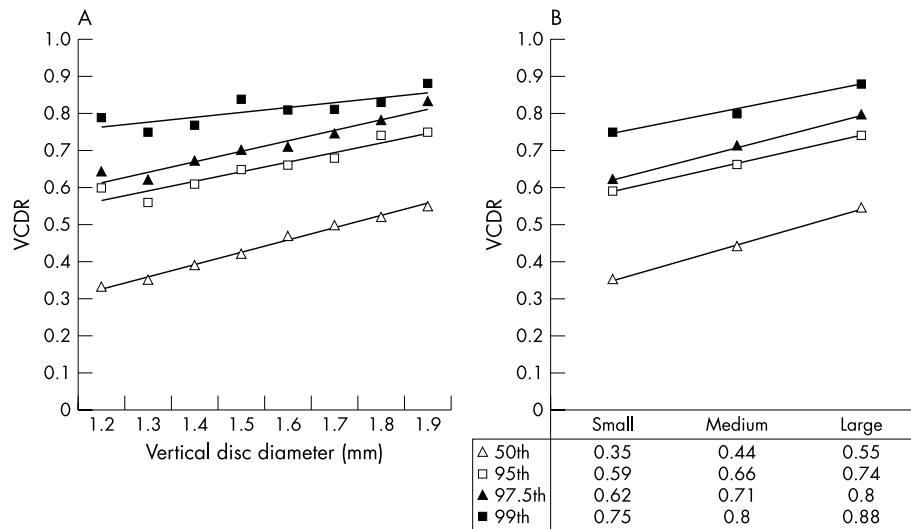 A
1.0
0.9
0.8
0.7
0.6
0.5
0.4
0.3
0.2
0.1
0
VCDR
1.2 1.3 1.4 1.5 1.6 1.7 1.8 1.9
Vertical disc diameter (mm)
B
1.0
0.9
0.8
0.7
0.6
0.5
0.4
0.3
0.2
0.1
0
VCDR
Small Medium Large
50th 0.35 0.44 0.55
95th 0.59 0.66 0.74
97.5th 0.62 0.71 0.8
99th 0.75 0.8 0.88